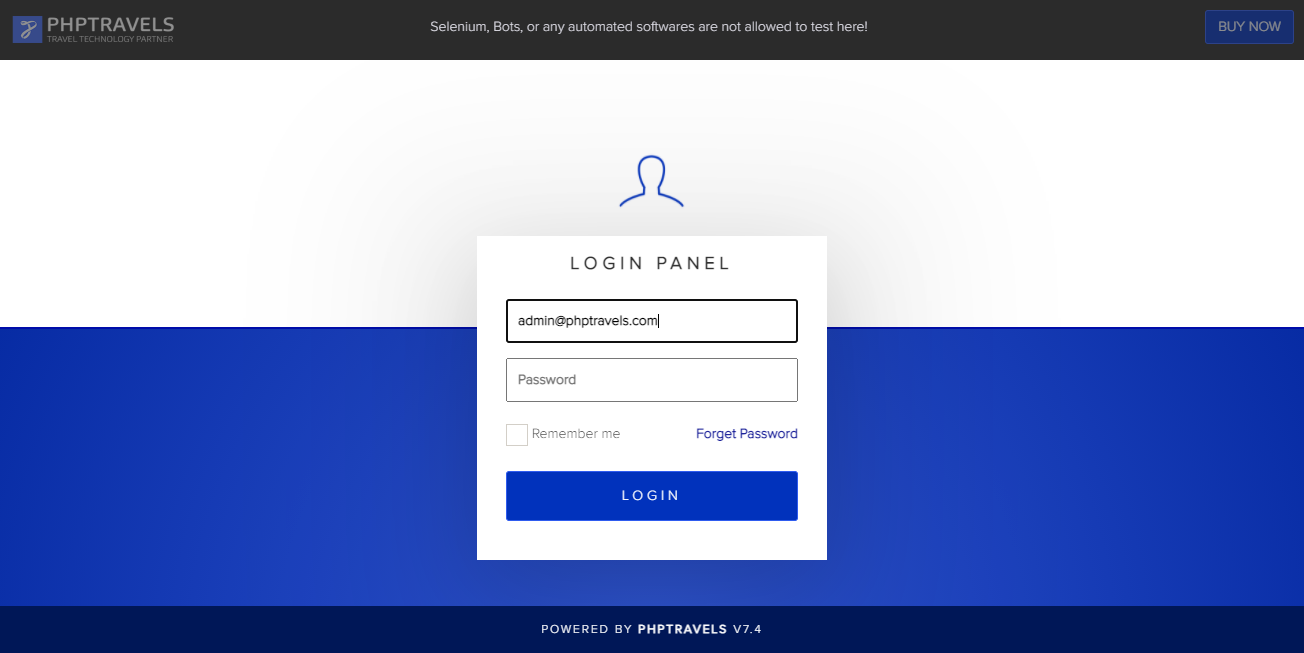 PHPTRAVELS
TRAVEL TECHNOLOGY PARTNER
Selenium, Bots, or any automated softwares are not allowed to test here!
BUY NOW
LOGIN PANEL
admin@phptravels.com
Password
Remember me
Forget Password
LOGIN
POWERED BY PHPTRAVELS V7.4